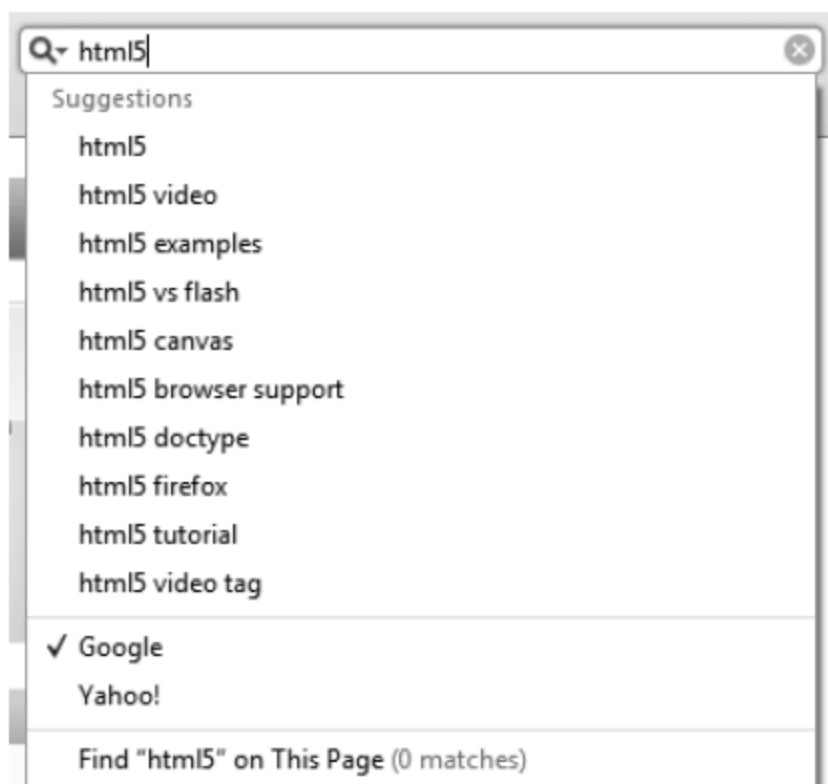 html5
Suggestions
html5
html5 video
html5 examples
html5 vs flash
html5 canvas
html5 browser support
html5 doctype
html5 firefox
html5 tutorial
html5 video tag
Google
Yahoo!
Find “html5” on This Page (0 matches)